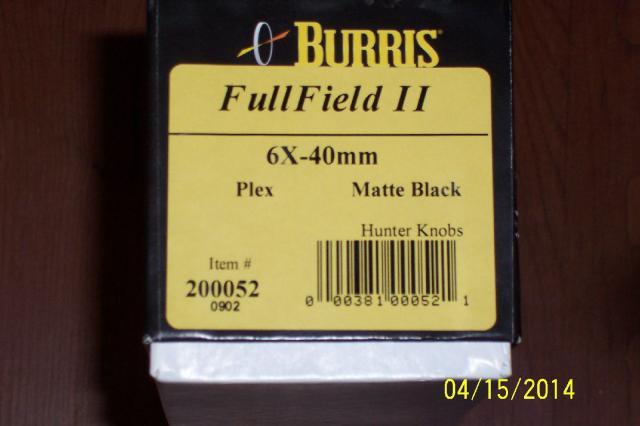 BURRIS
FullField II
6X-40mm
Plex Matte Black
Hunter Knobs
Item #
200052
0902
0 00381 00052 1
04/15/2014